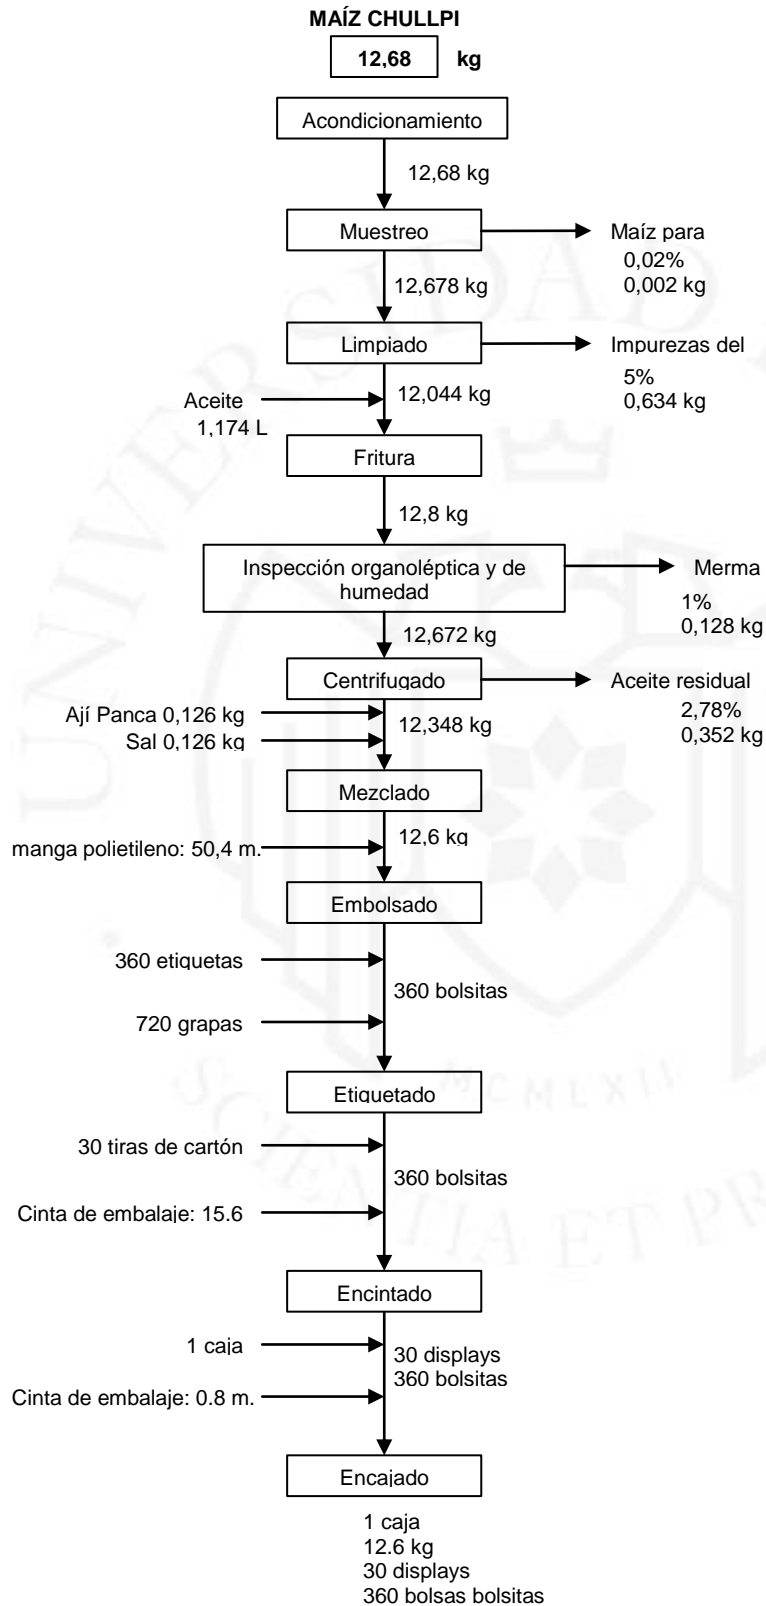 MAÍZ CHULLPI
12,68 kg
Acondicionamiento
12,68 kg
Muestreo
Maíz para
0,02%
0,002 kg
12,678 kg
Limpiado
Impurezas del
5%
0,634 kg
12,044 kg
Aceite
1,174 L
Fritura
12,8 kg
Inspección organoléptica y de
humedad
Merma
1%
0,128 kg
12,672 kg
Centrifugado
Aceite residual
2,78%
0,352 kg
Ají Panca 0,126 kg
12,348 kg
Sal 0,126 kg
Mezclado
12,6 kg
manga polietileno: 50,4 m.
Embolsado
360 etiquetas
360 bolsitas
720 grapas
Etiquetado
30 tiras de cartón
360 bolsitas
Cinta de embalaje: 15.6
Encintado
1 caja
30 displays
360 bolsitas
Cinta de embalaje: 0.8 m.
Encajado
1 caja
12.6 kg
30 displays
360 bolsas bolsitas
UNIVERSIDAD
MCMLXII
SCIENTIA ET PR